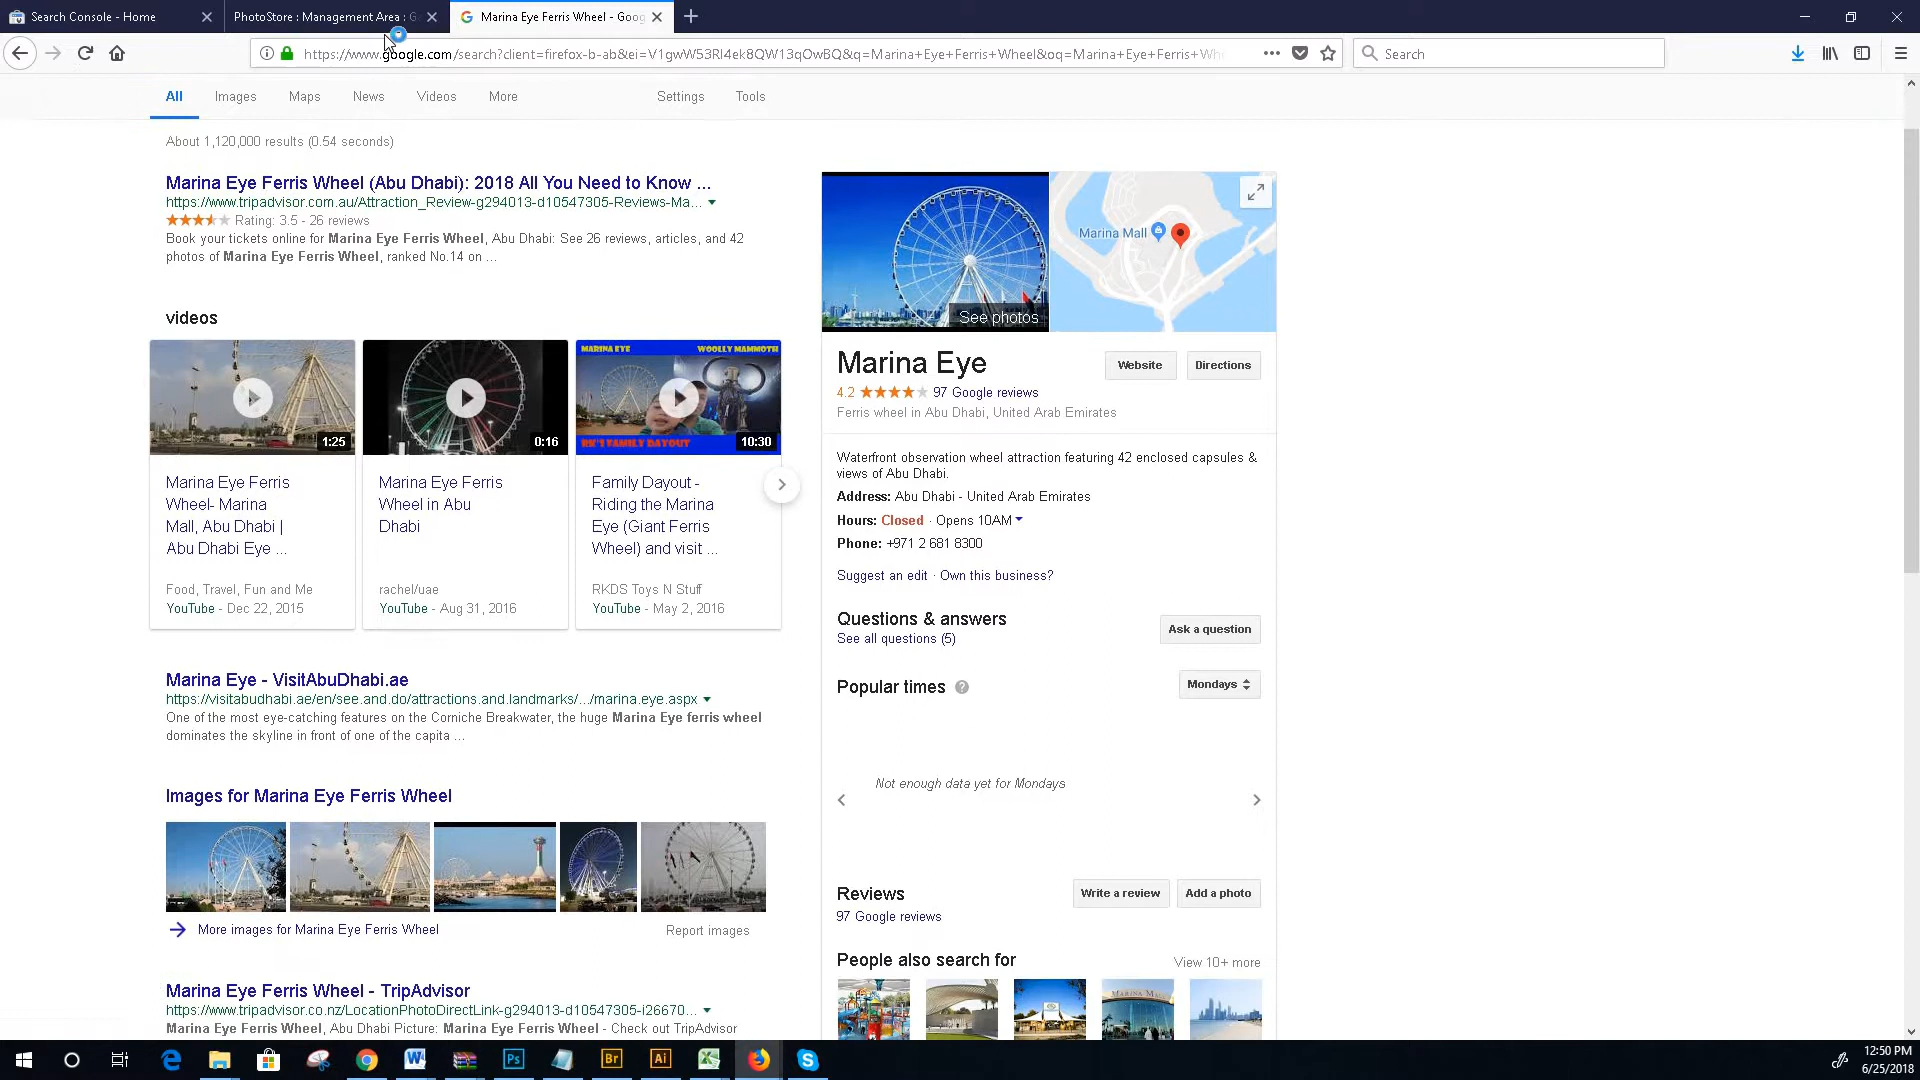 Search Console - Home
PhotoStore : Management Area : G
Marina Eye Ferris Wheel - Goog
https://www.google.com/search?client=firefox-b-ab&ei=V1gwW53RI4ek8QW13qOwBQ&q=Marina+Eye+Ferris+Wheel&oq=Marina+Eye+Ferris+Whe
Search
All Images Maps News Videos More Settings Tools
About 1,120,000 results (0.54 seconds)
Marina Eye Ferris Wheel (Abu Dhabi): 2018 All You Need to Know ...
https://www.tripadvisor.com.au/Attraction_Review-g294013-d10547305-Reviews-Ma...
Rating: 3.5 - 26 reviews
Book your tickets online for Marina Eye Ferris Wheel, Abu Dhabi: See 26 reviews, articles, and 42
photos of Marina Eye Ferris Wheel, ranked No.14 on ...
videos
MARINA EYE
WOOLLY MAMMOTH
RK'S FAMILY DAYOUT
1:25
0:16
10:30
Marina Eye Ferris
Wheel- Marina
Mall, Abu Dhabi |
Abu Dhabi Eye ...
Food, Travel, Fun and Me
YouTube - Dec 22, 2015
Marina Eye Ferris
Wheel in Abu
Dhabi
rachel/uae
YouTube - Aug 31, 2016
Family Dayout -
Riding the Marina
Eye (Giant Ferris
Wheel) and visit ...
RKDS Toys N Stuff
YouTube - May 2, 2016
Marina Eye - VisitAbuDhabi.ae
https://visitabudhabi.ae/en/see.and.do/attractions.and.landmarks/.../marina.eye.aspx
One of the most eye-catching features on the Corniche Breakwater, the huge Marina Eye ferris wheel
dominates the skyline in front of one of the capita ...
Images for Marina Eye Ferris Wheel
More images for Marina Eye Ferris Wheel
Report images
Marina Eye Ferris Wheel - TripAdvisor
https://www.tripadvisor.co.nz/LocationPhotoDirectLink-g294013-d10547305-i26670...
Marina Eye Ferris Wheel, Abu Dhabi Picture: Marina Eye Ferris Wheel - Check out TripAdvisor
See photos
Marina Mall
Marina Eye
Website
Directions
4.2 97 Google reviews
Ferris wheel in Abu Dhabi, United Arab Emirates
Waterfront observation wheel attraction featuring 42 enclosed capsules &
views of Abu Dhabi.
Address: Abu Dhabi - United Arab Emirates
Hours: Closed · Opens 10AM
Phone: +971 2 681 8300
Suggest an edit · Own this business?
Questions & answers
See all questions (5)
Ask a question
Popular times
Mondays
Not enough data yet for Mondays
Reviews
97 Google reviews
Write a review
Add a photo
People also search for
View 10+ more
MARINA MALL
12:50 PM
6/25/2018